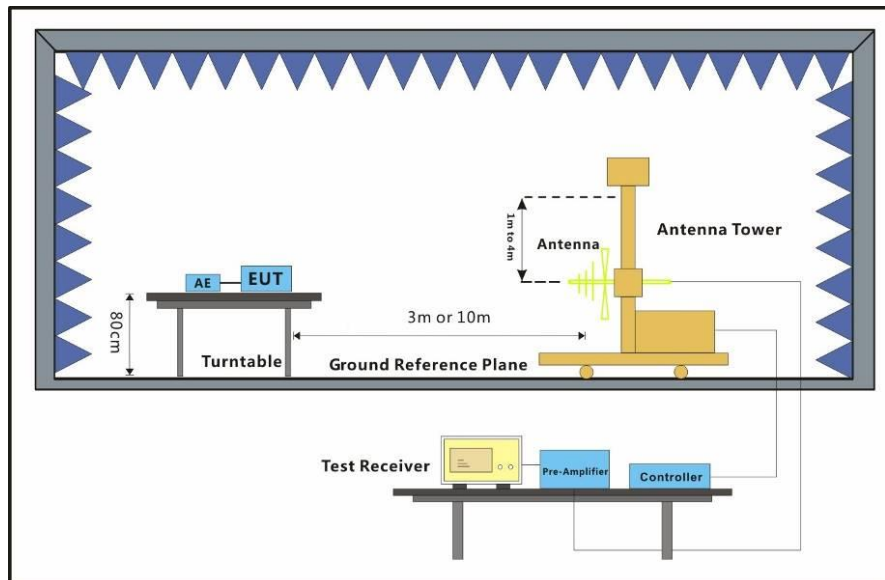 1m to 4m
Antenna
Antenna Tower
AE
EUT
80cm
3m or 10m
Turntable
Ground Reference Plane
Test Receiver
Pre-Amplifier
Controller